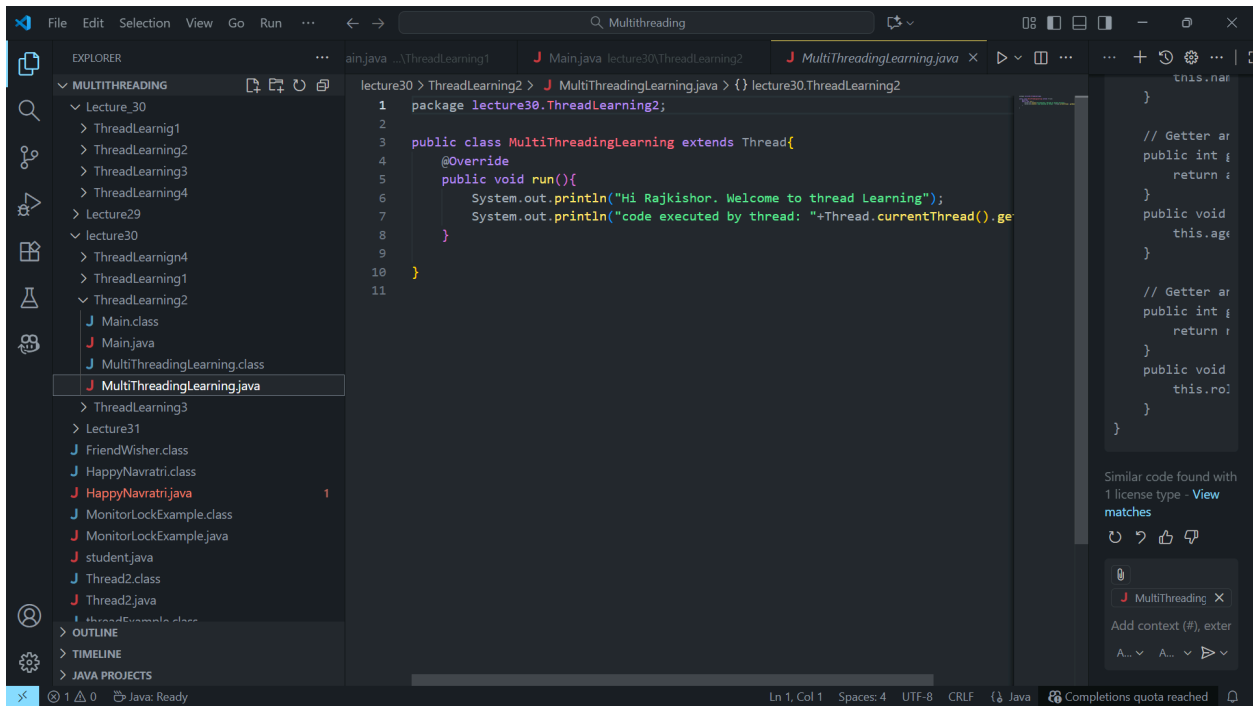 File Edit Selection View Go Run ··· Multithreading
EXPLORER ···
MULTITHREADING
Lecture_30
ThreadLearnig1
ThreadLearning2
ThreadLearning3
ThreadLearning4
Lecture29
lecture30
ThreadLearnign4
ThreadLearning1
ThreadLearning2
J Main.class
J Main.java
J MultiThreadingLearning.class
J MultiThreadingLearning.java
ThreadLearning3
Lecture31
J FriendWisher.class
J HappyNavratri.class
J HappyNavratri.java 1
J MonitorLockExample.class
J MonitorLockExample.java
J student.java
J Thread2.class
J Thread2.java
OUTLINE
TIMELINE
JAVA PROJECTS
ain.java ...\ThreadLearning1 J Main.java lecture30\ThreadLearning2 J MultiThreadingLearning.java ···
lecture30 > ThreadLearning2 > J MultiThreadingLearning.java > {} lecture30.ThreadLearning2
1 package lecture30.ThreadLearning2;
2
3 public class MultiThreadingLearning extends Thread{
4 @Override
5 public void run(){
6 System.out.println("Hi Rajkishor. Welcome to thread Learning");
7 System.out.println("code executed by thread: "+Thread.currentThread().ge
8 }
9
10 }
11
this.nam
}
// Getter an
public int g
return a
}
public void
this.age
}
// Getter an
public int g
return r
}
public void
this.rol
}
}
Similar code found with
1 license type - View
matches
J MultiThreading
Add context (#), exter
A... A...
1 0 Java: Ready Ln 1, Col 1 Spaces: 4 UTF-8 CRLF {} Java Completions quota reached